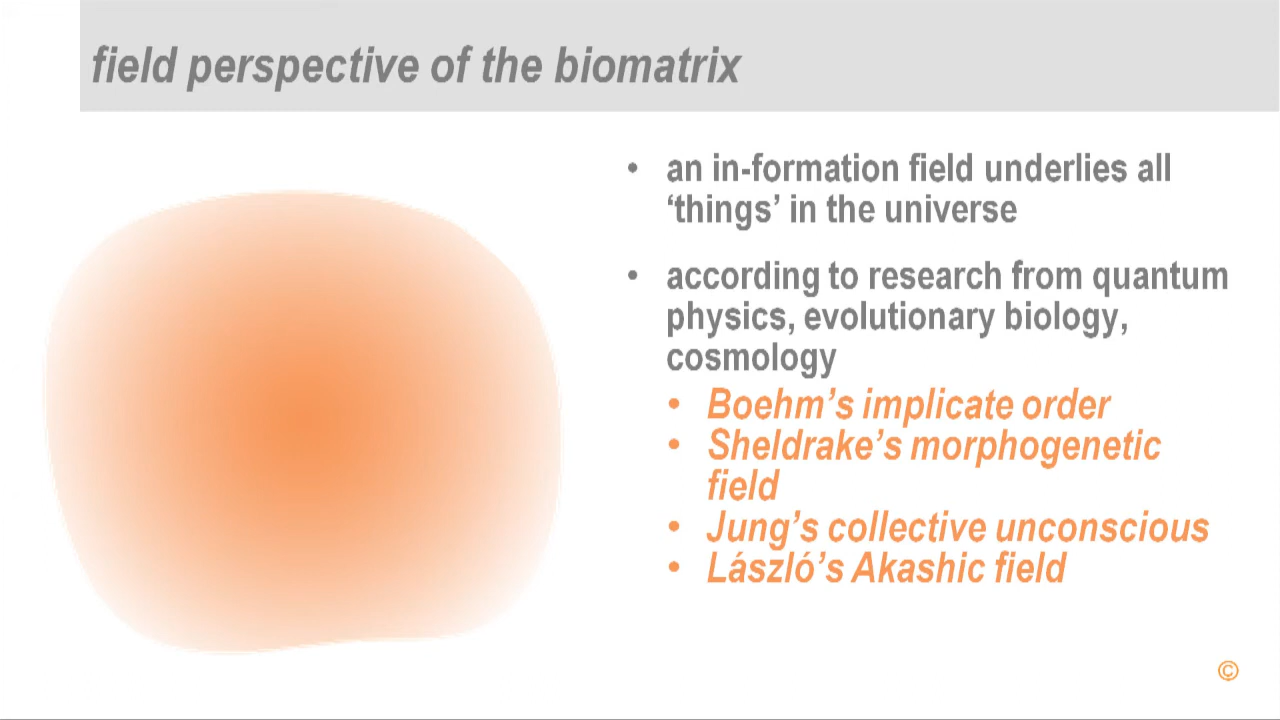 field perspective of the biomatrix
• an in-formation field underlies all
‘things’ in the universe
• according to research from quantum
physics, evolutionary biology,
cosmology
• Boehm’s implicate order
• Sheldrake’s morphogenetic
field
• Jung’s collective unconscious
• László’s Akashic field
©